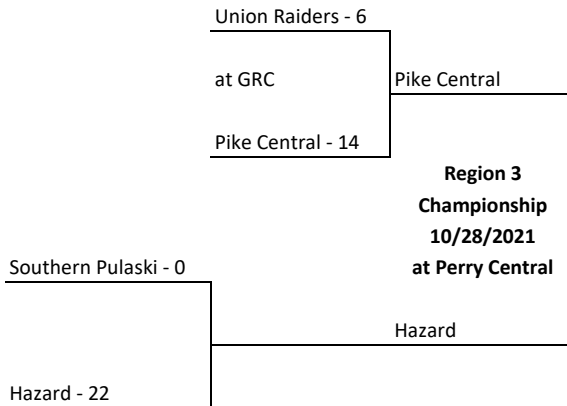 Union Raiders - 6
at GRC
Pike Central
Pike Central - 14
Region 3
Championship
10/28/2021
at Perry Central
Southern Pulaski - 0
Hazard
Hazard - 22